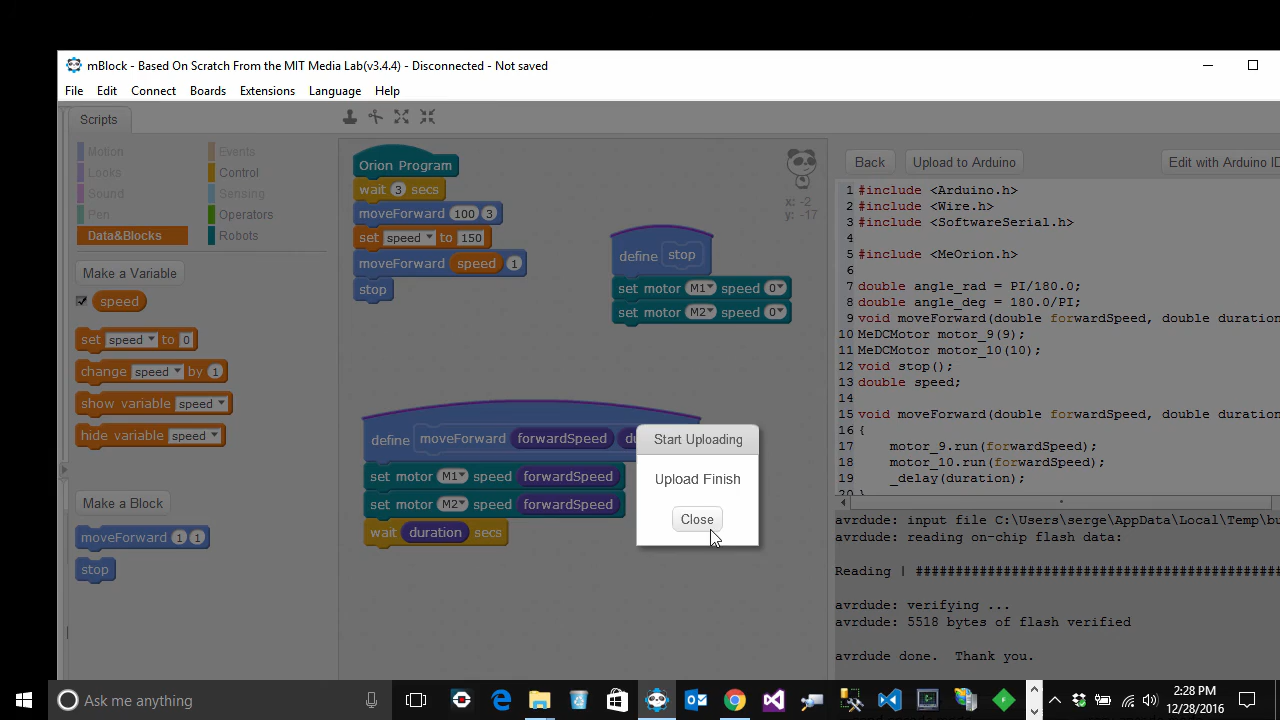 mBlock - Based On Scratch From the MIT Media Lab(v3.4.4) - Disconnected - Not saved
File Edit Connect Boards Extensions Language Help
Scripts
Motion
Looks
Sound
Pen
Data&Blocks
Events
Control
Sensing
Operators
Robots
Make a Variable
speed
set speed to 0
change speed by 1
show variable speed
hide variable speed
Make a Block
moveForward 1 1
stop
Orion Program
wait 3 secs
moveForward 100 3
set speed to 150
moveForward speed 1
stop
define stop
set motor M1 speed 0
set motor M2 speed 0
x: -2
y: -17
define moveForward forwardSpeed du
set motor M1 speed forwardSpeed
set motor M2 speed forwardSpeed
wait duration secs
Start Uploading
Upload Finish
Close
Back Upload to Arduino Edit with Arduino ID
1 #include <Arduino.h>
2 #include <Wire.h>
3 #include <SoftwareSerial.h>
4
5 #include <MeOrion.h>
6
7 double angle_rad = PI/180.0;
8 double angle_deg = 180.0/PI;
9 void moveForward(double forwardSpeed, double duration
10 MeDCMotor motor_9(9);
11 MeDCMotor motor_10(10);
12 void stop();
13 double speed;
14
15 void moveForward(double forwardSpeed, double duration
16 {
17 motor_9.run(forwardSpeed);
18 motor_10.run(forwardSpeed);
19 _delay(duration);
20 }
avrdude: input file C:\Users\serge\AppData\Local\Temp\bu
avrdude: reading on-chip flash data:
Reading | ##############################################
avrdude: verifying ...
avrdude: 5518 bytes of flash verified
avrdude done. Thank you.
Ask me anything
2:28 PM
12/28/2016